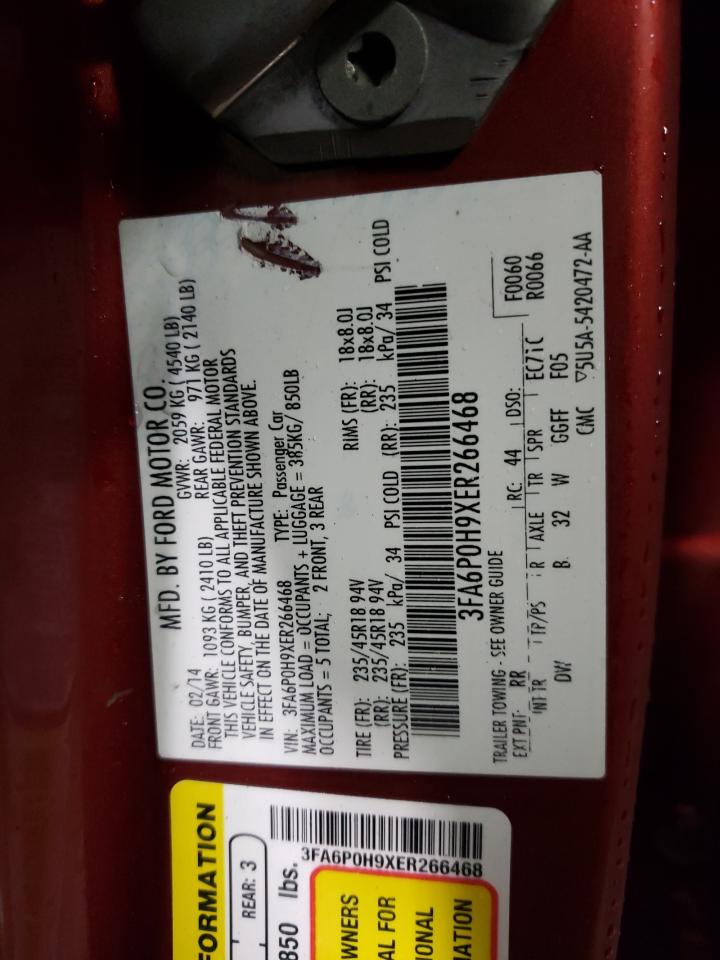 MFD. BY FORD MOTOR CO.
DATE: 02/14 GVWR: 2059 KG ( 4540 LB)
FRONT GAWR: 1093 KG ( 2410 LB) REAR GAWR: 971 KG ( 2140 LB)
THIS VEHICLE CONFORMS TO ALL APPLICABLE FEDERAL MOTOR
VEHICLE SAFETY, BUMPER, AND THEFT PREVENTION STANDARDS
IN EFFECT ON THE DATE OF MANUFACTURE SHOWN ABOVE.
VIN: 3FA6P0H9XER266468 TYPE: Passenger Car
MAXIMUM LOAD = OCCUPANTS + LUGGAGE = 385KG/ 850LB
OCCUPANTS = 5 TOTAL; 2 FRONT, 3 REAR
TIRE (FR): 235/45R18 94V RIMS (FR): 18x8.0J
(RR): 235/45R18 94V (RR): 18x8.0J
PRESSURE (FR): 235 kPa/ 34 PSI COLD (RR): 235 kPa/ 34 PSI COLD
3FA6P0H9XER266468
TRAILER TOWING - SEE OWNER GUIDE
EXT PNT: RR RC: 44 DSO: F0060
R0066
INT TR TP/PS R AXLE TR SPR EC7iC
DW B 32 W GGFF F05
CMC ▽5U5A-5420472-AA
FORMATION
REAR: 3
850 lbs.
3FA6P0H9XER266468
WNERS
AL FOR
IONAL
MATION